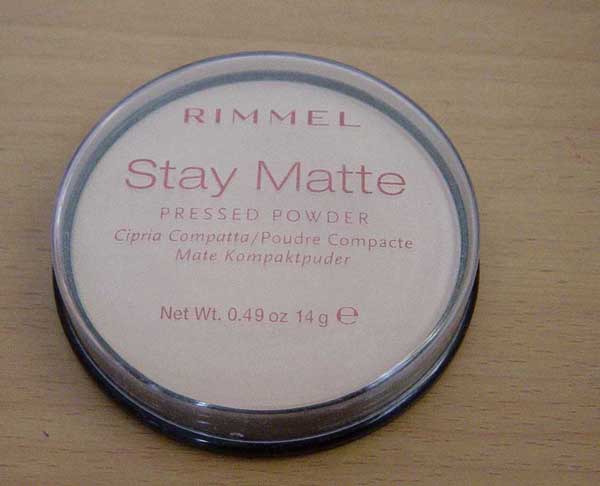 RIMMEL
Stay Matte
PRESSED POWDER
Cipria Compatta/Poudre Compacte
Mate Kompaktpuder
Net Wt. 0.49 oz 14 g ℮